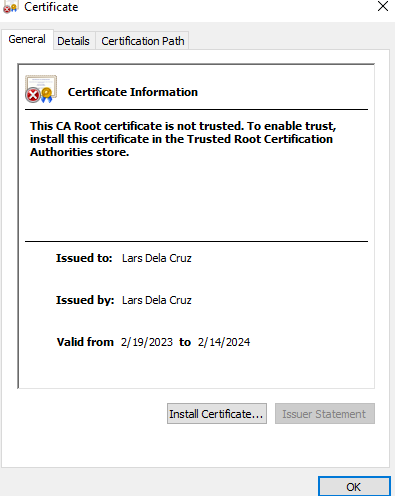 Certificate
General Details Certification Path
Certificate Information
This CA Root certificate is not trusted. To enable trust,
install this certificate in the Trusted Root Certification
Authorities store.
Issued to: Lars Dela Cruz
Issued by: Lars Dela Cruz
Valid from 2/19/2023 to 2/14/2024
Install Certificate... Issuer Statement
OK